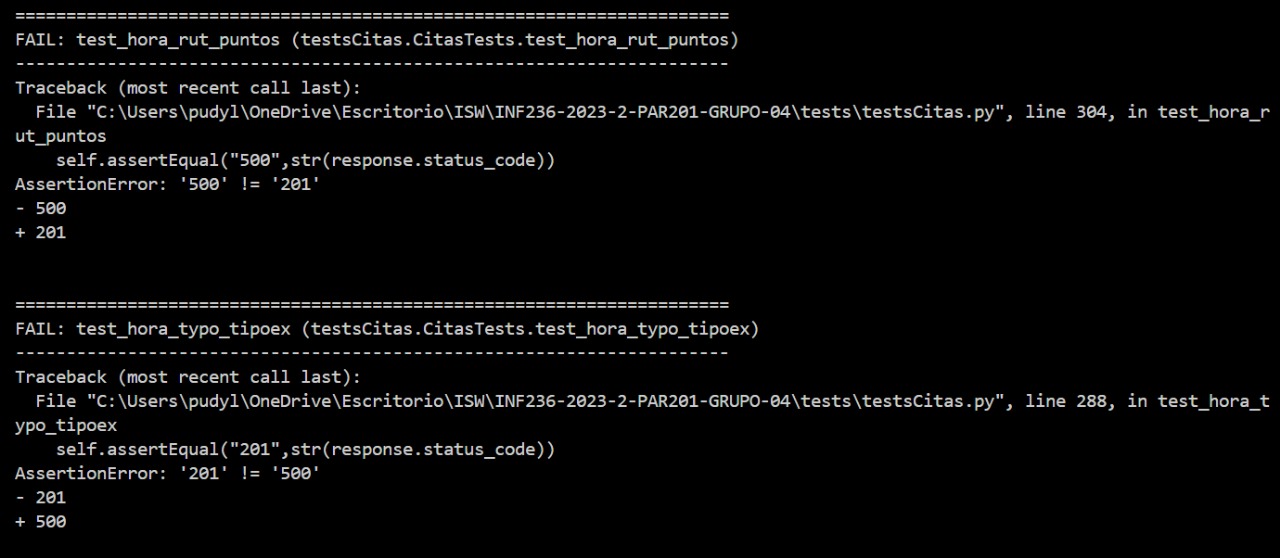 ======================================================================
FAIL: test_hora_rut_puntos (testsCitas.CitasTests.test_hora_rut_puntos)
----------------------------------------------------------------------
Traceback (most recent call last):
  File "C:\Users\pudyl\OneDrive\Escritorio\ISW\INF236-2023-2-PAR201-GRUPO-04\tests\testsCitas.py", line 304, in test_hora_r
ut_puntos
    self.assertEqual("500",str(response.status_code))
AssertionError: '500' != '201'
- 500
+ 201
======================================================================
FAIL: test_hora_typo_tipoex (testsCitas.CitasTests.test_hora_typo_tipoex)
----------------------------------------------------------------------
Traceback (most recent call last):
  File "C:\Users\pudyl\OneDrive\Escritorio\ISW\INF236-2023-2-PAR201-GRUPO-04\tests\testsCitas.py", line 288, in test_hora_t
ypo_tipoex
    self.assertEqual("201",str(response.status_code))
AssertionError: '201' != '500'
- 201
+ 500